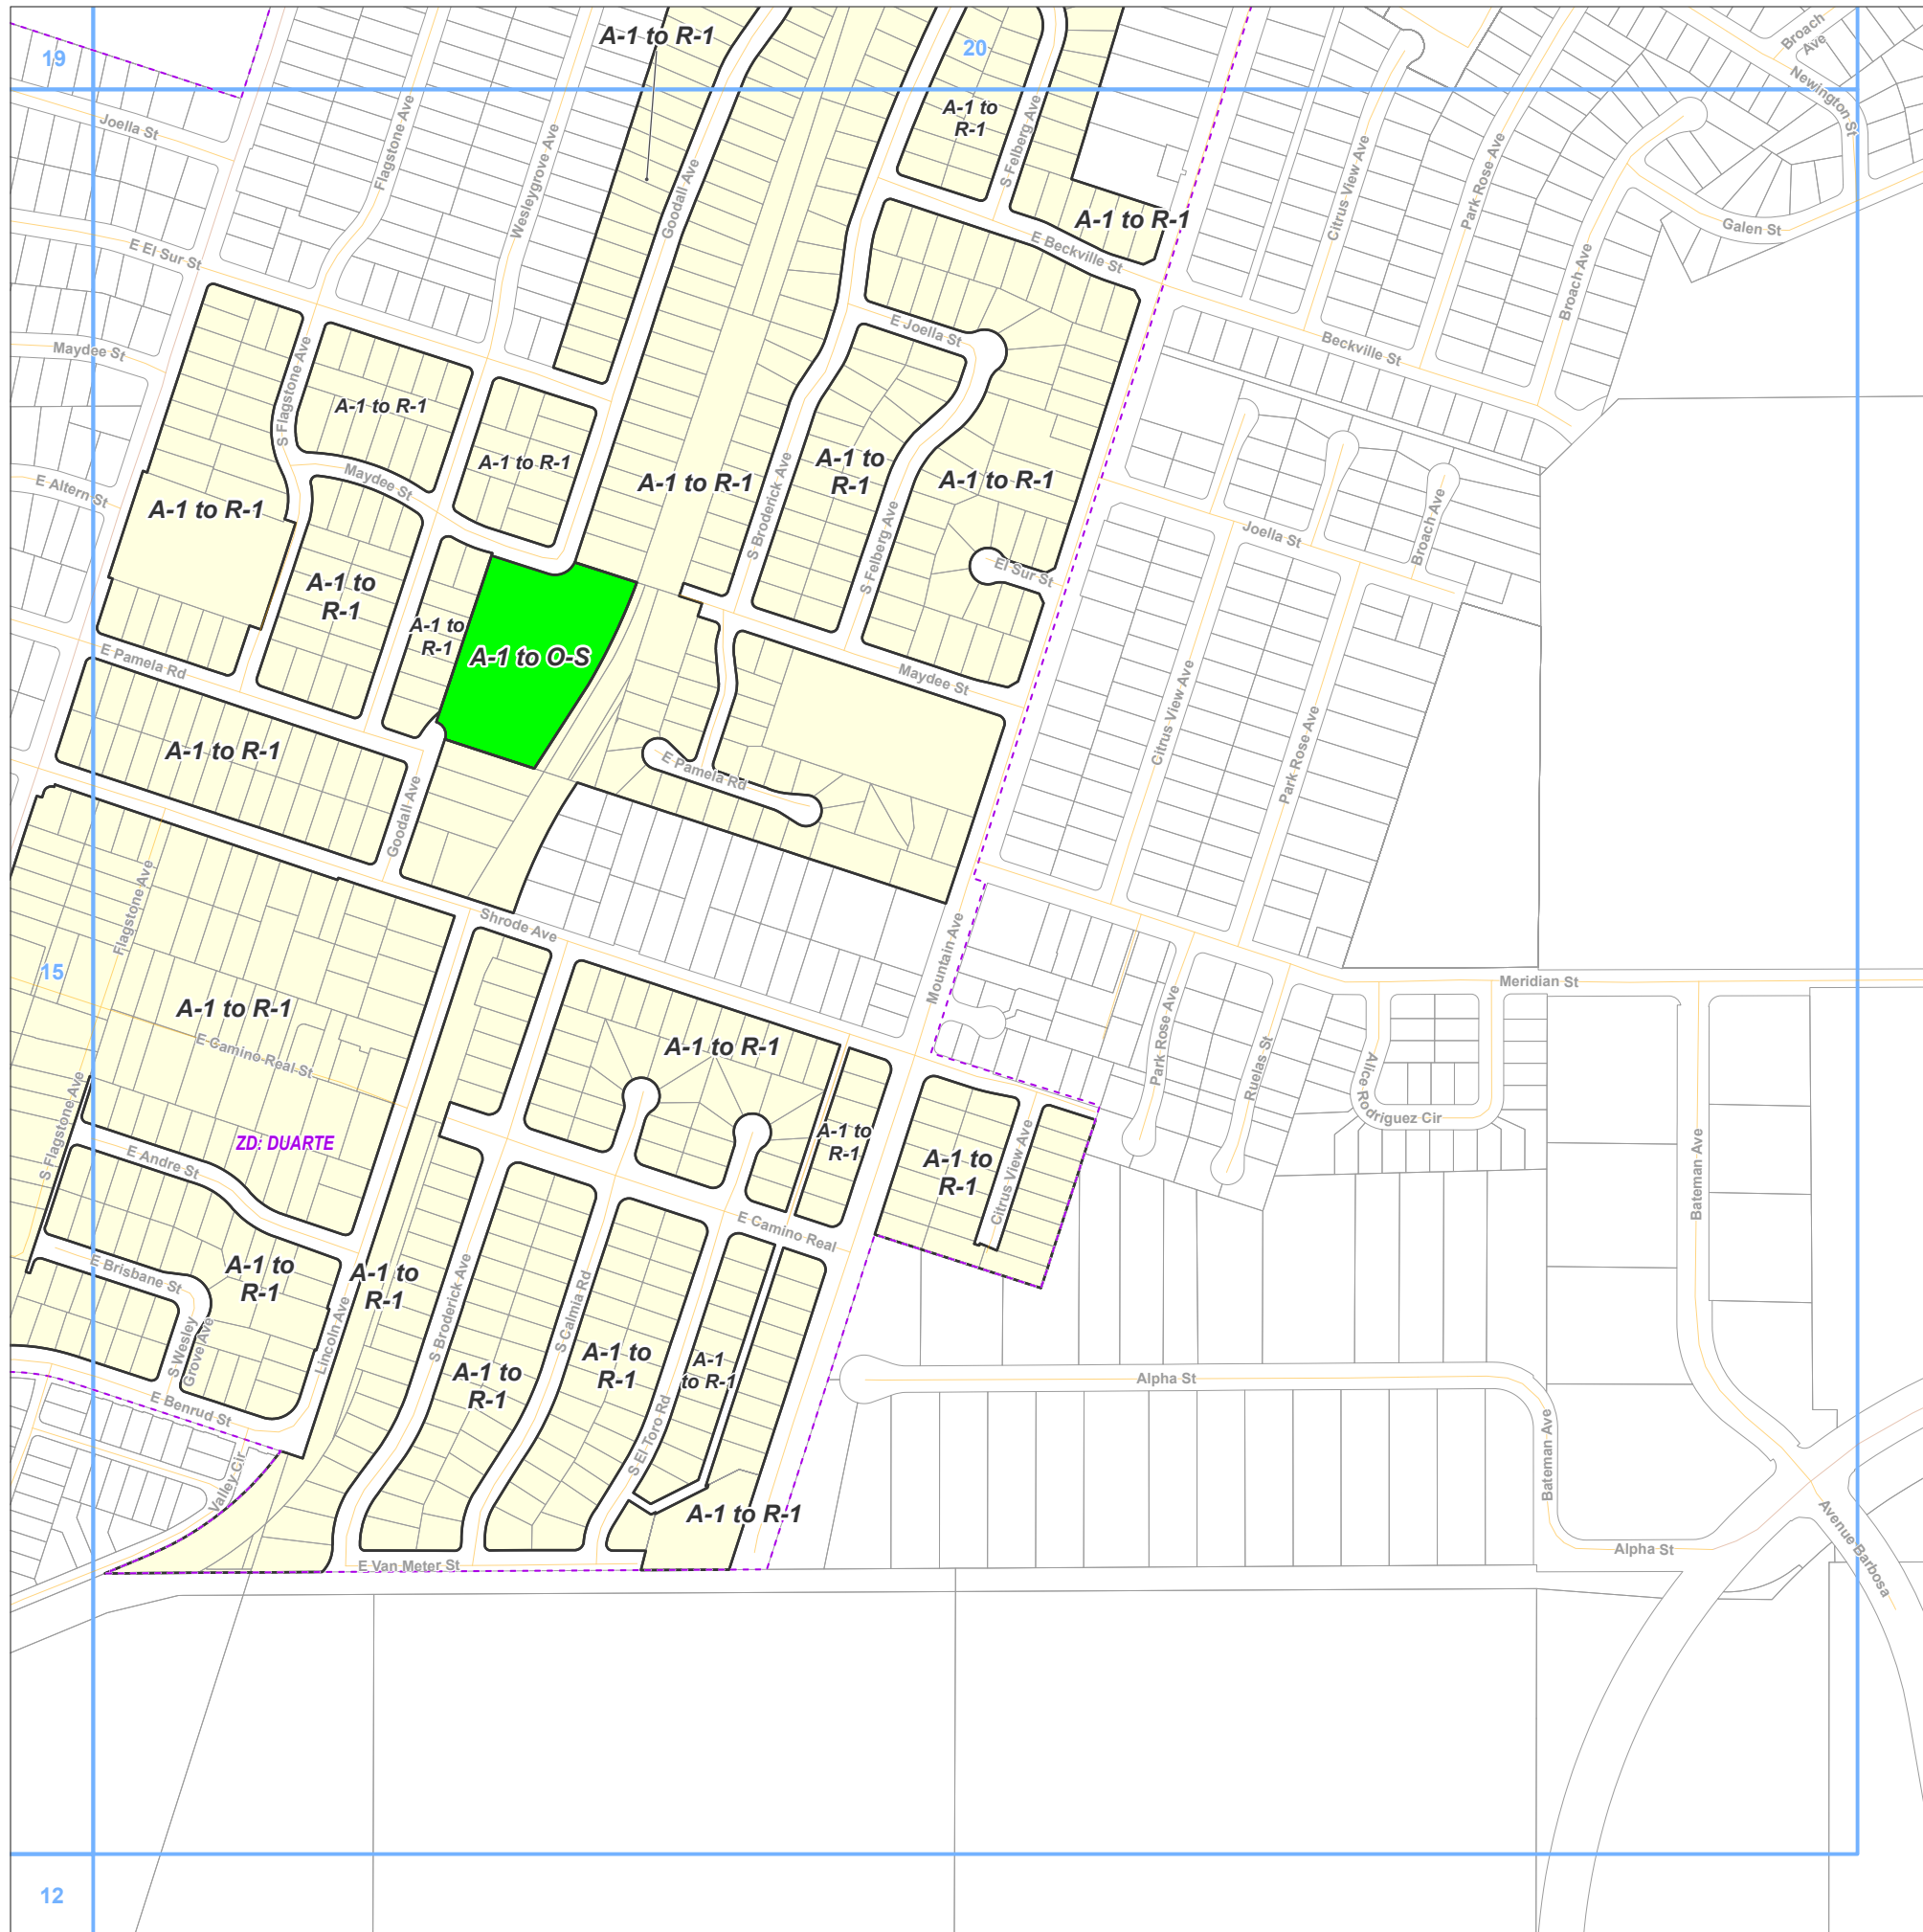 19
20
A-1 to R-1
Broach
Ave
Newington St
Joella St
Flagstone Ave
Wesleygrove Ave
Goodall Ave
A-1 to
R-1
S Felberg Ave
Citrus View Ave
Park Rose Ave
Galen St
Broach Ave
E El Sur St
A-1 to R-1
E Beckville St
Maydee St
S Flagstone Ave
E Joella St
Beckville St
A-1 to R-1
A-1 to R-1
A-1 to R-1
A-1 to
R-1
A-1 to R-1
Maydee St
E Altern St
A-1 to R-1
S Broderick Ave
S Felberg Ave
Joella St
Broach Ave
El Sur St
A-1 to
R-1
A-1 to
R-1
A-1 to O-S
E Pamela Rd
Maydee St
Citrus View Ave
Park Rose Ave
A-1 to R-1
E Pamela Rd
Goodall Ave
Flagstone Ave
Shrode Ave
Mountain Ave
15
Meridian St
A-1 to R-1
E Camino Real St
A-1 to R-1
Park Rose Ave
Ruelas St
Alice Rodriguez Cir
S Flagstone Ave
ZD: DUARTE
A-1 to
R-1
E Andre St
A-1 to
R-1
Citrus View Ave
Bateman Ave
E Camino Real
E Brisbane St
A-1 to
R-1
A-1 to
R-1
S Broderick Ave
S Calmia Rd
S Wesley
Grove Ave
Lincoln Ave
A-1 to
R-1
A-1 to
R-1
A-1
to R-1
Alpha St
E Benrud St
S El Toro Rd
Valley Cir
Bateman Ave
A-1 to R-1
Alpha St
Avenue Barbosa
E Van Meter St
12